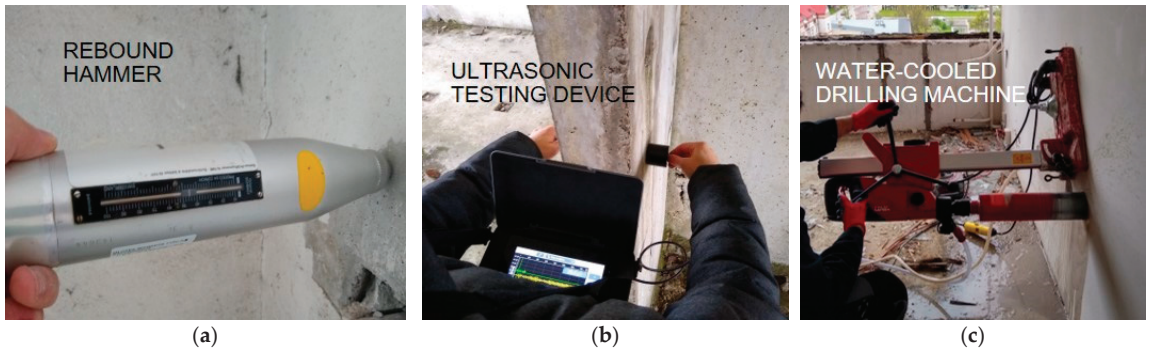 REBOUND
HAMMER
ULTRASONIC
TESTING DEVICE
WATER-COOLED
DRILLING MACHINE
(a)
(b)
(c)